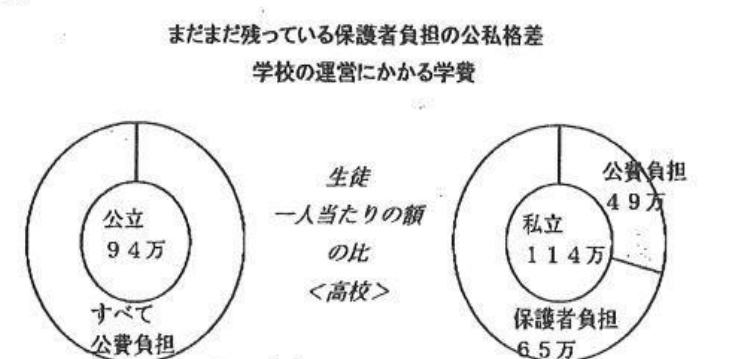 まだまだ残っている保護者負担の公私格差
学校の運営にかかる学費
公立
94万
すべて
公費負担
生徒
一人当たりの額
の比
<高校>
公費負担
49万
私立
114万
保護者負担
65万